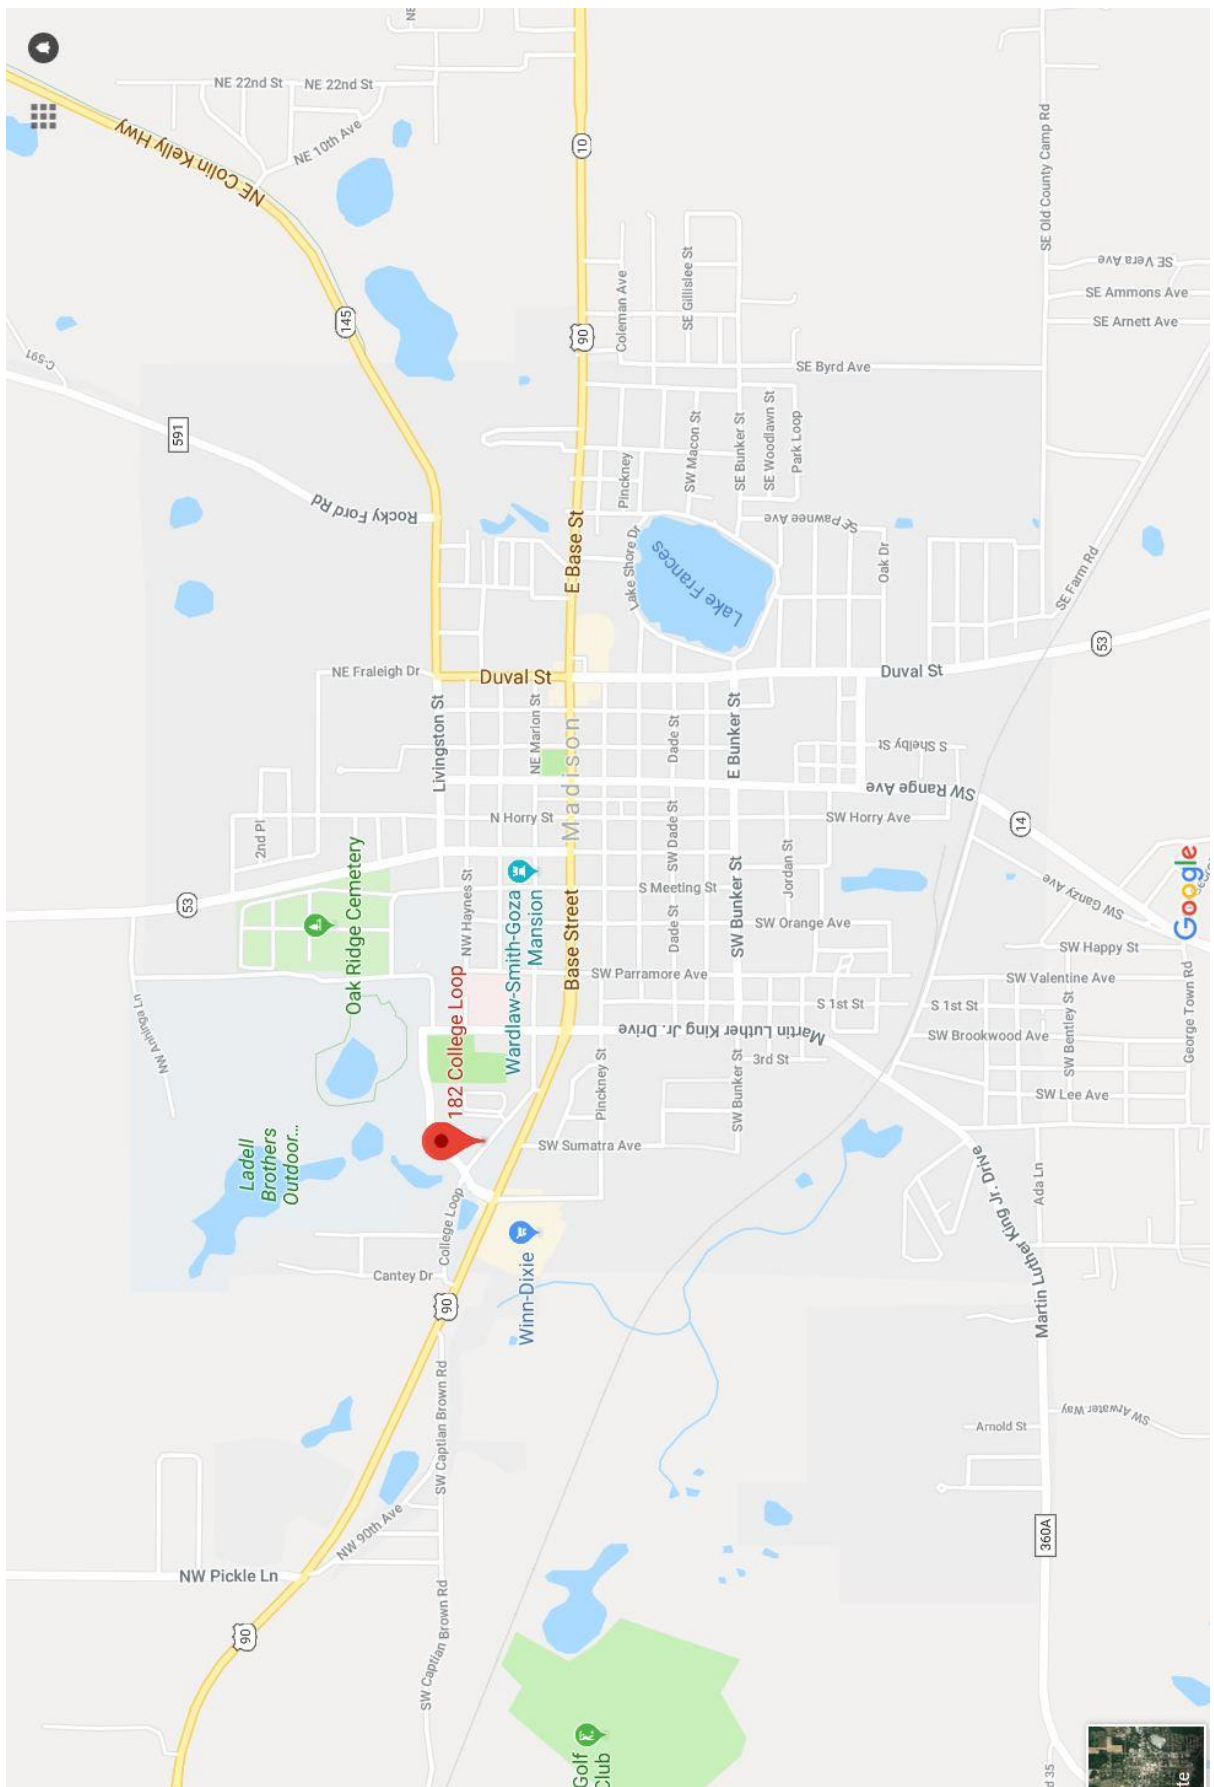 NE
NE 22nd St
NE 22nd St
NE 10th Ave
NE Colin Kelly Hwy
10
145
C-591
591
Rocky Ford Rd
90
Coleman Ave
SE Gillislee St
SE Old County Camp Rd
SE Vera Ave
SE Ammons Ave
SE Arnett Ave
SE Byrd Ave
Pinckney
SW Macon St
SE Bunker St
SE Woodlawn St
Park Loop
SE Pawnee Ave
Oak Dr
SE Farm Rd
53
E Base St
Lake Shore Dr
Lake Frances
NE Fraleigh Dr
Duval St
Duval St
Livingston St
NE Marion St
Madison
Dade St
E Bunker St
S Shelby St
SW Range Ave
14
2nd Pl
N Horry St
SW Dade St
SW Horry Ave
53
Oak Ridge Cemetery
NW Haynes St
Wardlaw-Smith-Goza
Mansion
Base Street
S Meeting St
Dade St
SW Bunker St
Jordan St
SW Orange Ave
SW Ganzy Ave
Google
SW Happy St
SW Parramore Ave
SW Valentine Ave
S 1st St
S 1st St
NW Anhinga Ln
182 College Loop
Martin Luther King Jr. Drive
3rd St
SW Brookwood Ave
SW Bentley St
George Town Rd
SW Lee Ave
Pinckney St
SW Bunker St
SW Sumatra Ave
Ladell
Brothers
Outdoor...
College Loop
Cantey Dr
90
Winn-Dixie
Martin Luther King Jr. Drive
Ada Ln
SW Captian Brown Rd
Arnold St
SW Atwater Way
NW 90th Ave
NW Pickle Ln
360A
90
SW Captian Brown Rd
Golf
Club
d 35
te